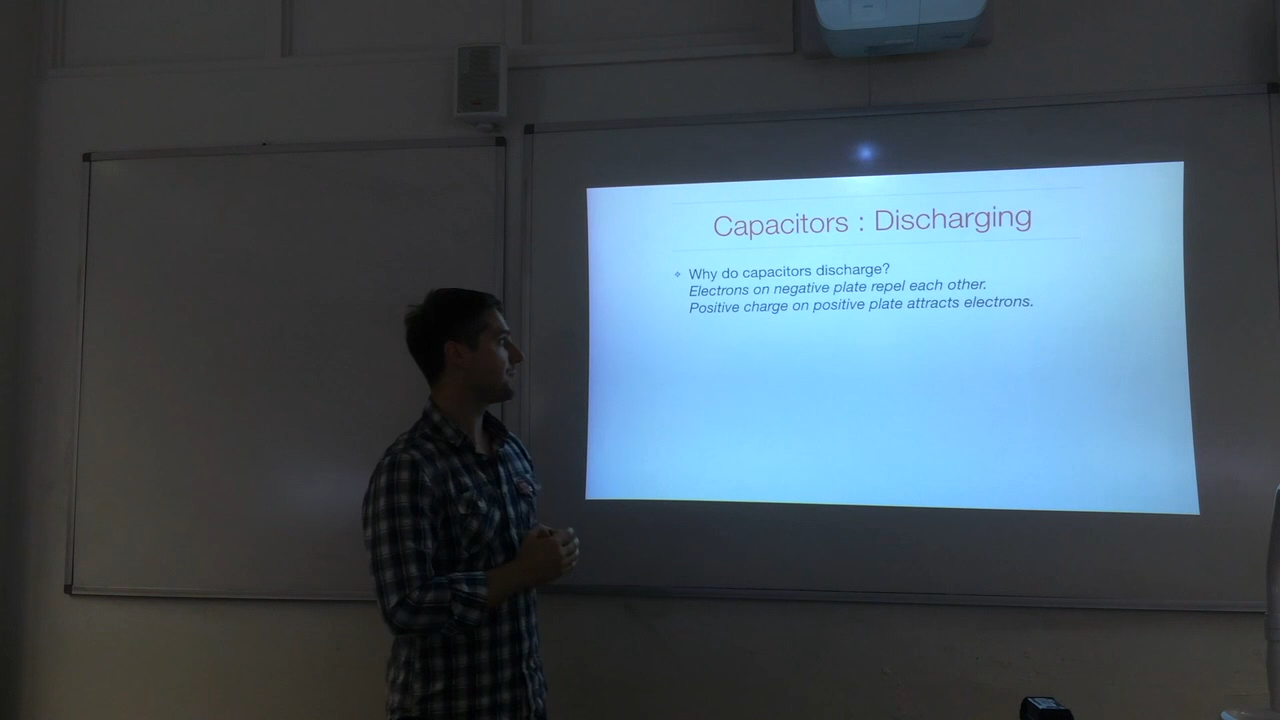 Capacitors : Discharging
Why do capacitors discharge?
Electrons on negative plate repel each other.
Positive charge on positive plate attracts electrons.